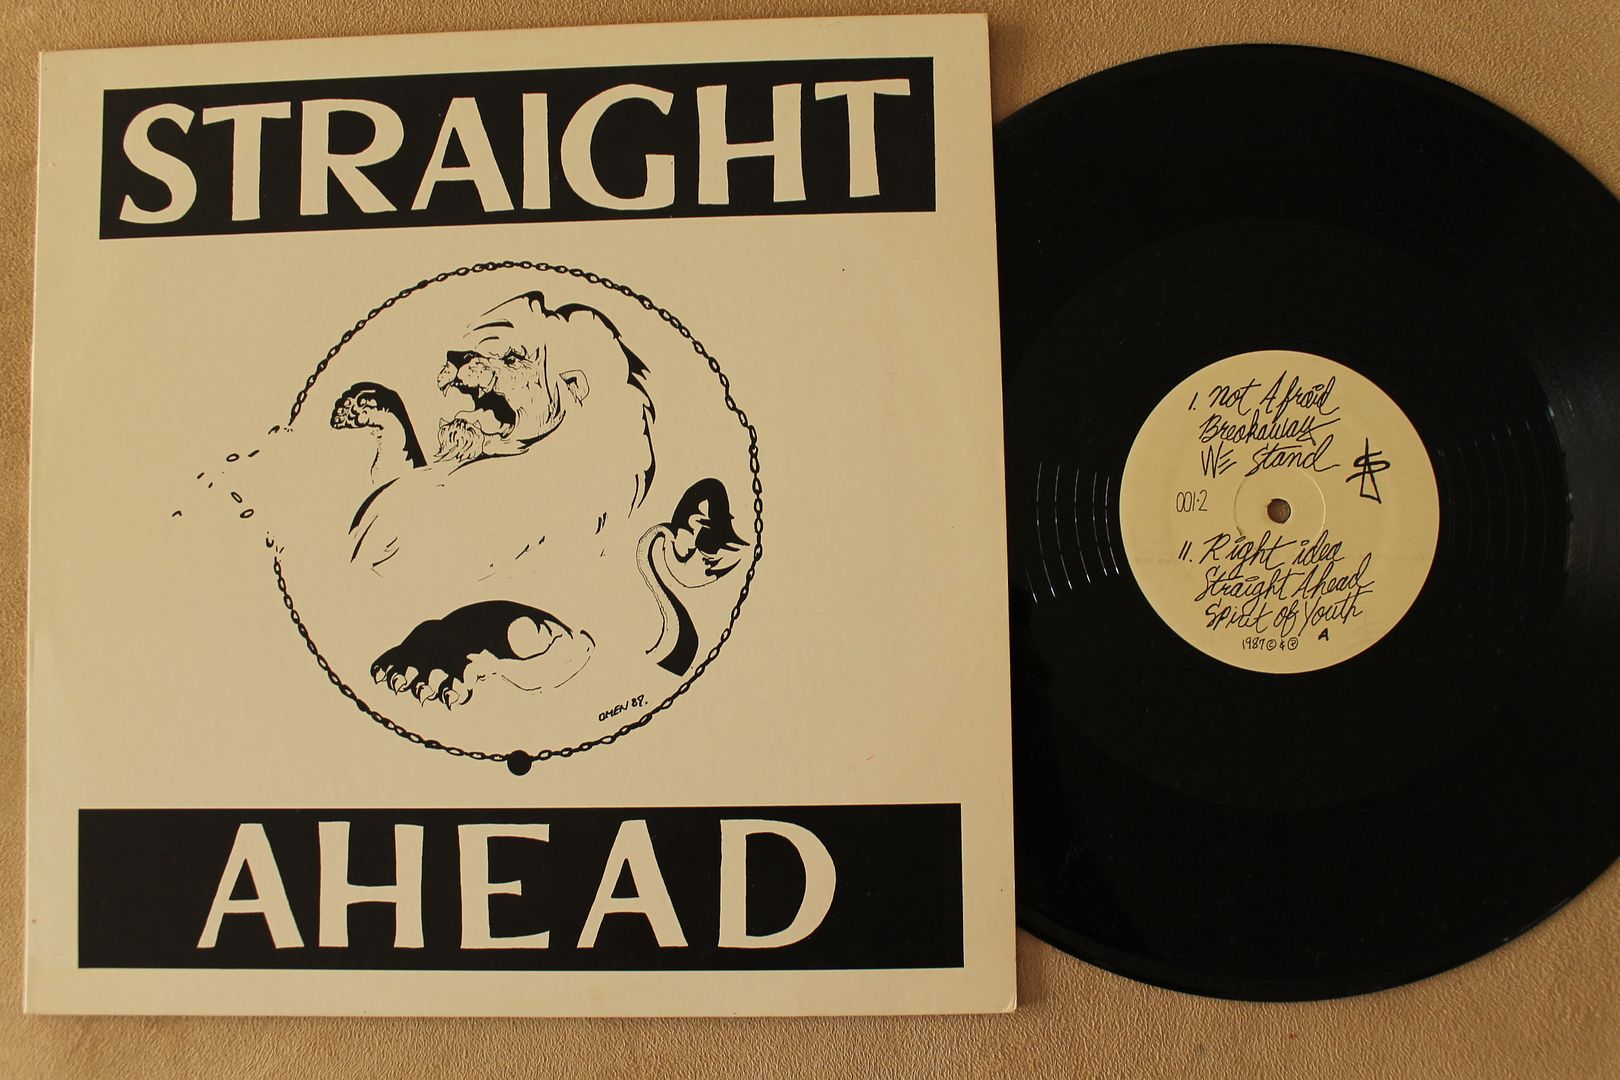 STRAIGHT
OMEN 87.
AHEAD
I. Not Afraid
Breakaway
WE Stand
001-2
II. Right idea
Straight Ahead
Spirit of Youth
A
1987 © & ℗